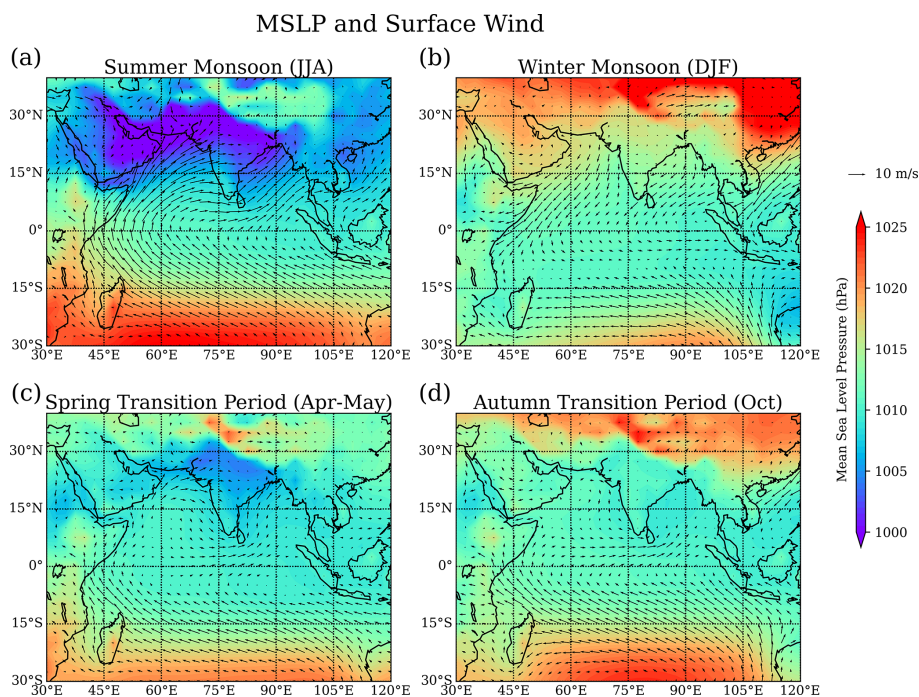 MSLP and Surface Wind
(a)
Summer Monsoon (JJA)
(b)
Winter Monsoon (DJF)
30°N
15°N
0°
15°S
30°S
30°E
45°E
60°E
75°E
90°E
105°E
120°E
30°N
15°N
0°
15°S
30°S
30°E
45°E
60°E
75°E
90°E
105°E
120°E
(c)
Spring Transition Period (Apr-May)
(d)
Autumn Transition Period (Oct)
30°N
15°N
0°
15°S
30°S
30°E
45°E
60°E
75°E
90°E
105°E
120°E
30°N
15°N
0°
15°S
30°S
30°E
45°E
60°E
75°E
90°E
105°E
120°E
10 m/s
1025
1020
1015
1010
1005
1000
Mean Sea Level Pressure (hPa)